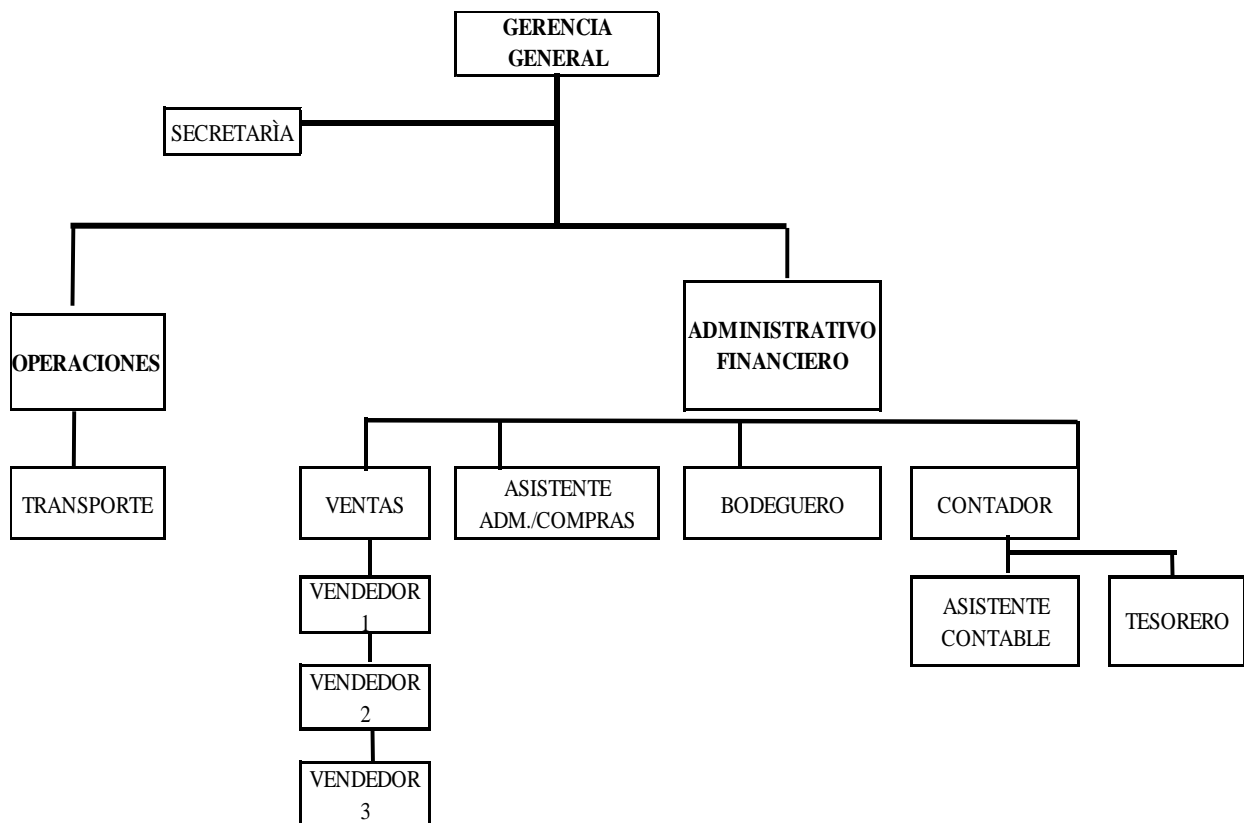 GERENCIA
GENERAL
SECRETARÌA
OPERACIONES
ADMINISTRATIVO
FINANCIERO
TRANSPORTE
VENTAS
ASISTENTE
ADM./COMPRAS
BODEGUERO
CONTADOR
VENDEDOR
1
ASISTENTE
CONTABLE
TESORERO
VENDEDOR
2
VENDEDOR
3